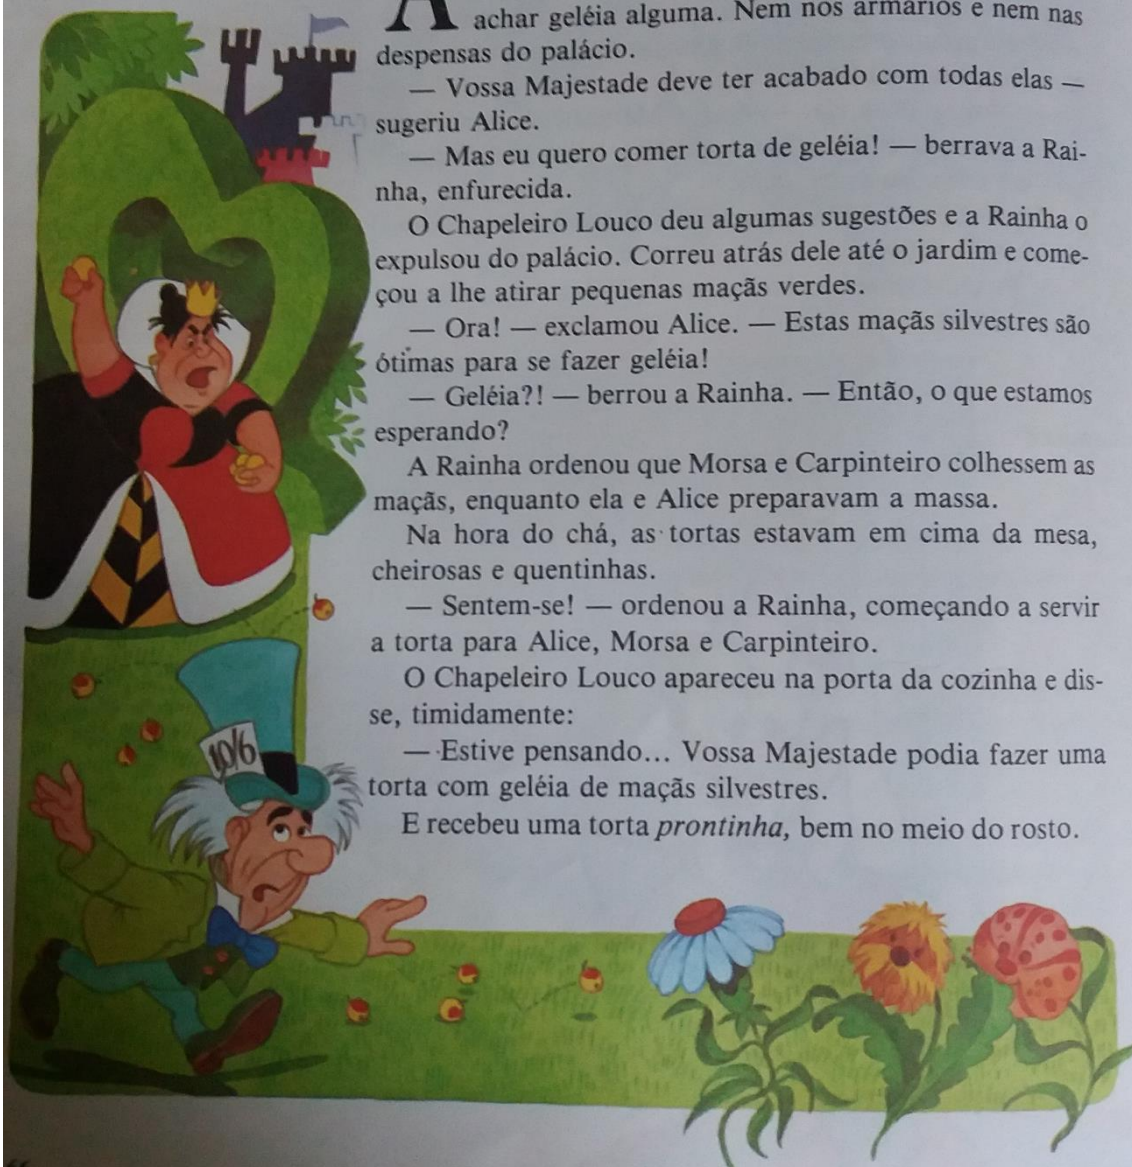 A achar geléia alguma. Nem nos armários e nem nas
despensas do palácio.
— Vossa Majestade deve ter acabado com todas elas —
sugeriu Alice.
— Mas eu quero comer torta de geléia! — berrava a Rai-
nha, enfurecida.
O Chapeleiro Louco deu algumas sugestões e a Rainha o
expulsou do palácio. Correu atrás dele até o jardim e come-
çou a lhe atirar pequenas maçãs verdes.
— Ora! — exclamou Alice. — Estas maçãs silvestres são
ótimas para se fazer geléia!
— Geléia?! — berrou a Rainha. — Então, o que estamos
esperando?
A Rainha ordenou que Morsa e Carpinteiro colhessem as
maçãs, enquanto ela e Alice preparavam a massa.
Na hora do chá, as tortas estavam em cima da mesa,
cheirosas e quentinhas.
— Sentem-se! — ordenou a Rainha, começando a servir
a torta para Alice, Morsa e Carpinteiro.
O Chapeleiro Louco apareceu na porta da cozinha e dis-
se, timidamente:
— Estive pensando... Vossa Majestade podia fazer uma
torta com geléia de maçãs silvestres.
E recebeu uma torta prontinha, bem no meio do rosto.
10/6